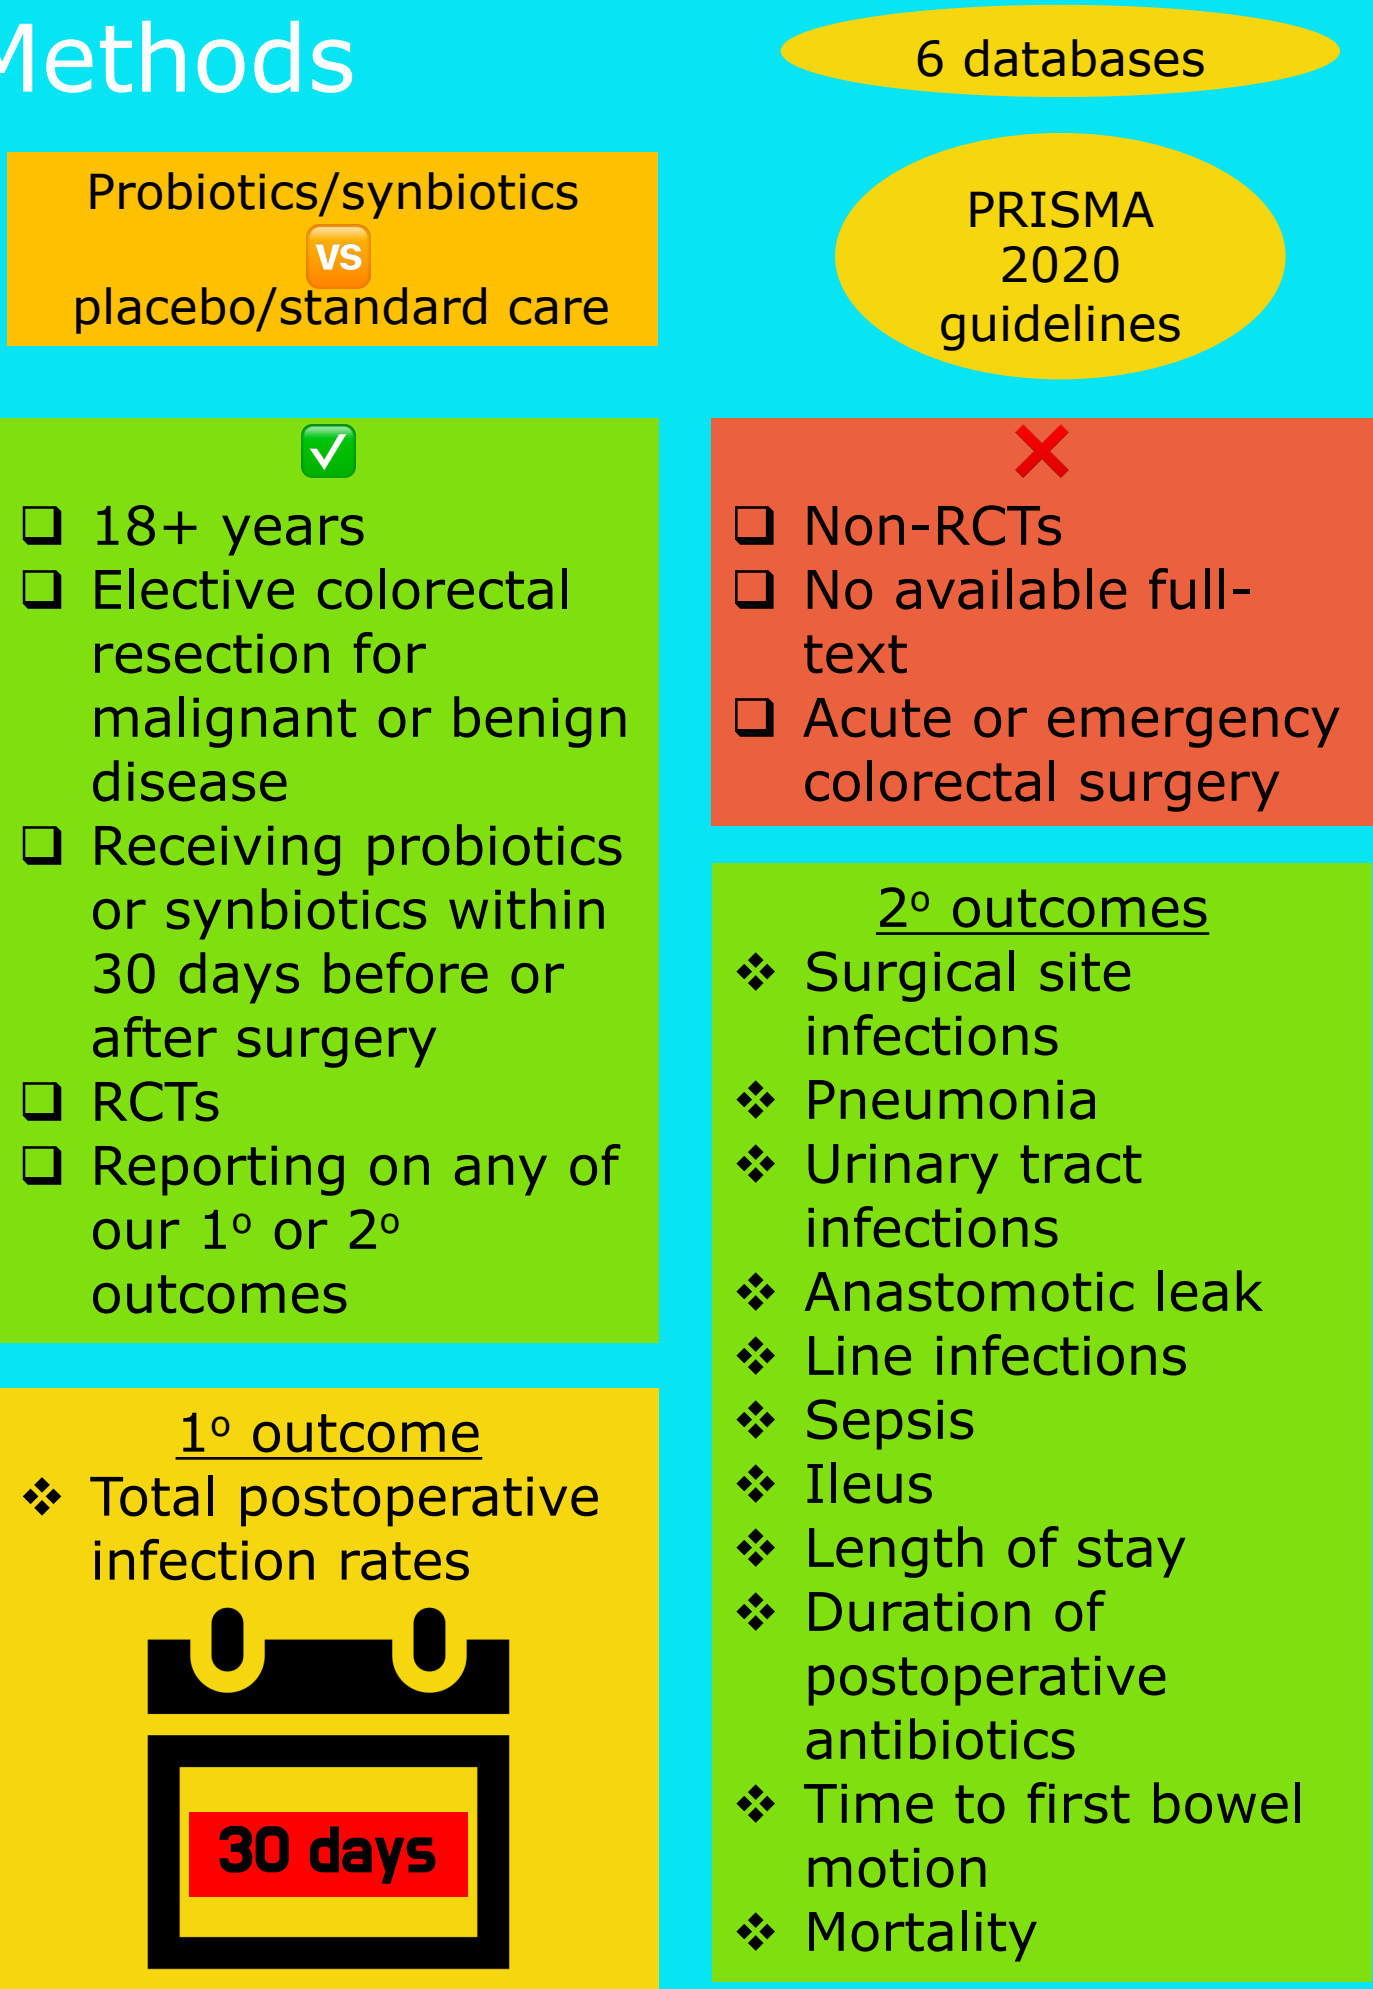 Methods
6 databases
Probiotics/synbiotics
VS
placebo/standard care
PRISMA
2020
guidelines
✅
❑ 18+ years
❑ Elective colorectal
resection for
malignant or benign
disease
❑ Receiving probiotics
or synbiotics within
30 days before or
after surgery
❑ RCTs
❑ Reporting on any of
our 1º or 2º
outcomes
❌
❑ Non-RCTs
❑ No available full-
text
❑ Acute or emergency
colorectal surgery
1º outcome
❖ Total postoperative
infection rates
30 days
2º outcomes
❖ Surgical site
infections
❖ Pneumonia
❖ Urinary tract
infections
❖ Anastomotic leak
❖ Line infections
❖ Sepsis
❖ Ileus
❖ Length of stay
❖ Duration of
postoperative
antibiotics
❖ Time to first bowel
motion
❖ Mortality